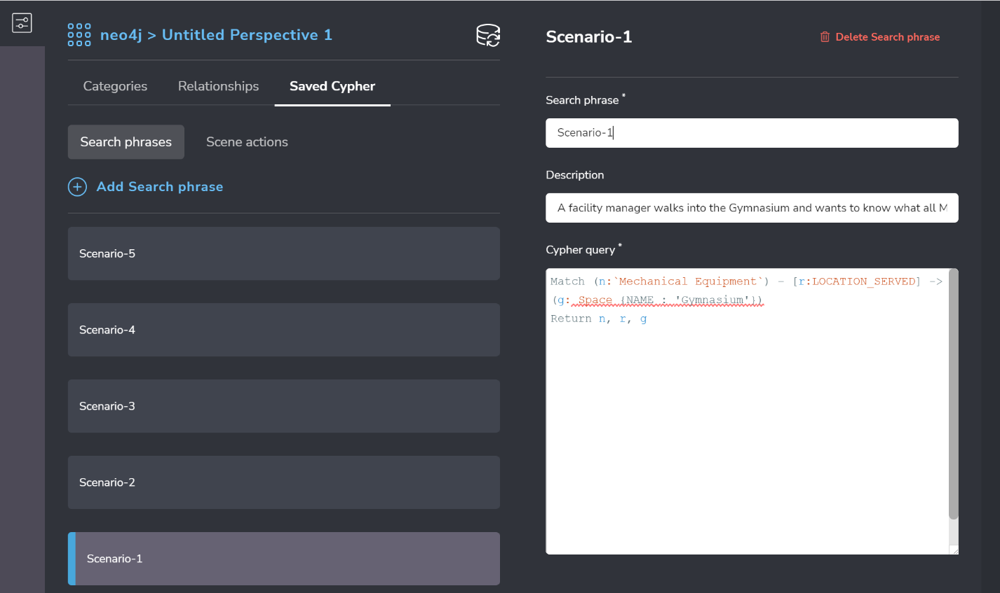 neo4j > Untitled Perspective 1
Categories
Relationships
Saved Cypher
Search phrases
Scene actions
Add Search phrase
Scenario-5
Scenario-4
Scenario-3
Scenario-2
Scenario-1
Scenario-1
Delete Search phrase
Search phrase *
Scenario-1
Description
A facility manager walks into the Gymnasium and wants to know what all M
Cypher query *
Match (n:`Mechanical Equipment`) - [r:LOCATION_SERVED] ->
(g: Space {NAME : 'Gymnasium'})
Return n, r, g